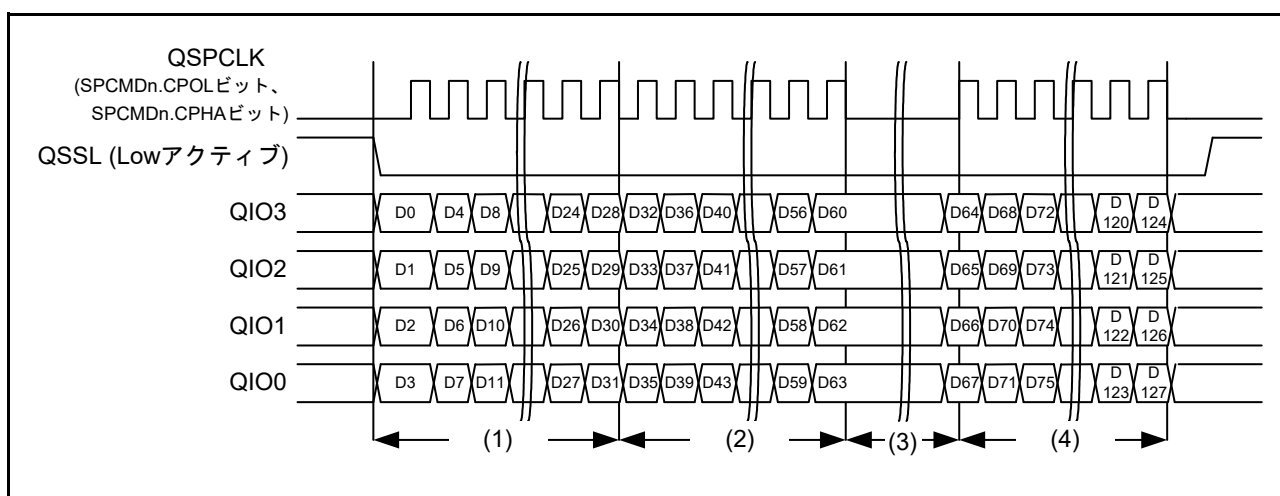 QSPCLK
(SPCMDn.CPOLビット、
SPCMDn.CPHAビット)
QSSL (Lowアクティブ)
QIO3 D0 D4 D8 D24 D28 D32 D36 D40 D56 D60 D64 D68 D72 D 120 D 124
QIO2 D1 D5 D9 D25 D29 D33 D37 D41 D57 D61 D65 D69 D73 D 121 D 125
QIO1 D2 D6 D10 D26 D30 D34 D38 D42 D58 D62 D66 D70 D74 D 122 D 126
QIO0 D3 D7 D11 D27 D31 D35 D39 D43 D59 D63 D67 D71 D75 D 123 D 127
(1) (2) (3) (4)